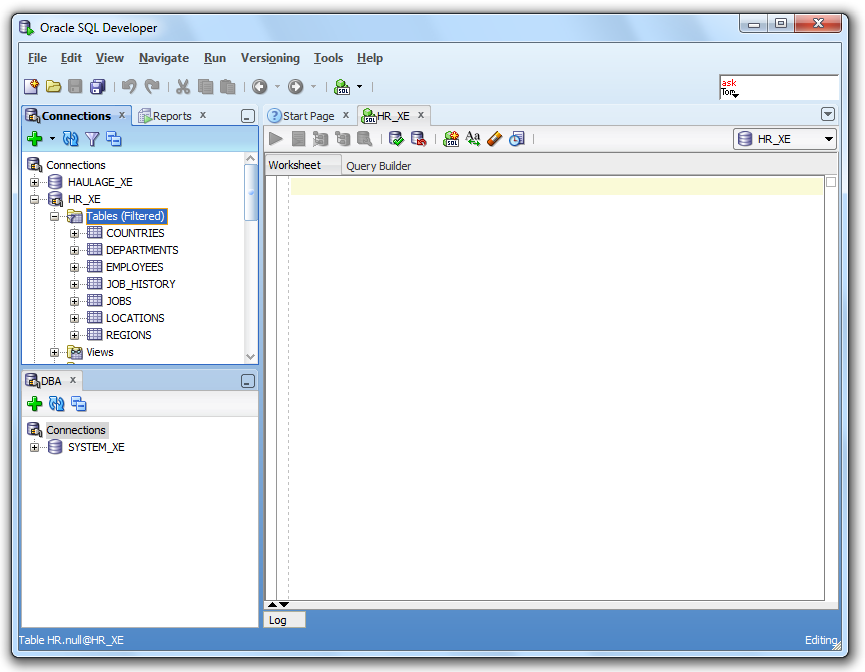 Oracle SQL Developer
File Edit View Navigate Run Versioning Tools Help
ask
Tom
Connections
Reports
Start Page
HR_XE
HR_XE
Worksheet
Query Builder
Connections
HAULAGE_XE
HR_XE
Tables (Filtered)
COUNTRIES
DEPARTMENTS
EMPLOYEES
JOB_HISTORY
JOBS
LOCATIONS
REGIONS
Views
DBA
Connections
SYSTEM_XE
Log
Table HR.null@HR_XE
Editing